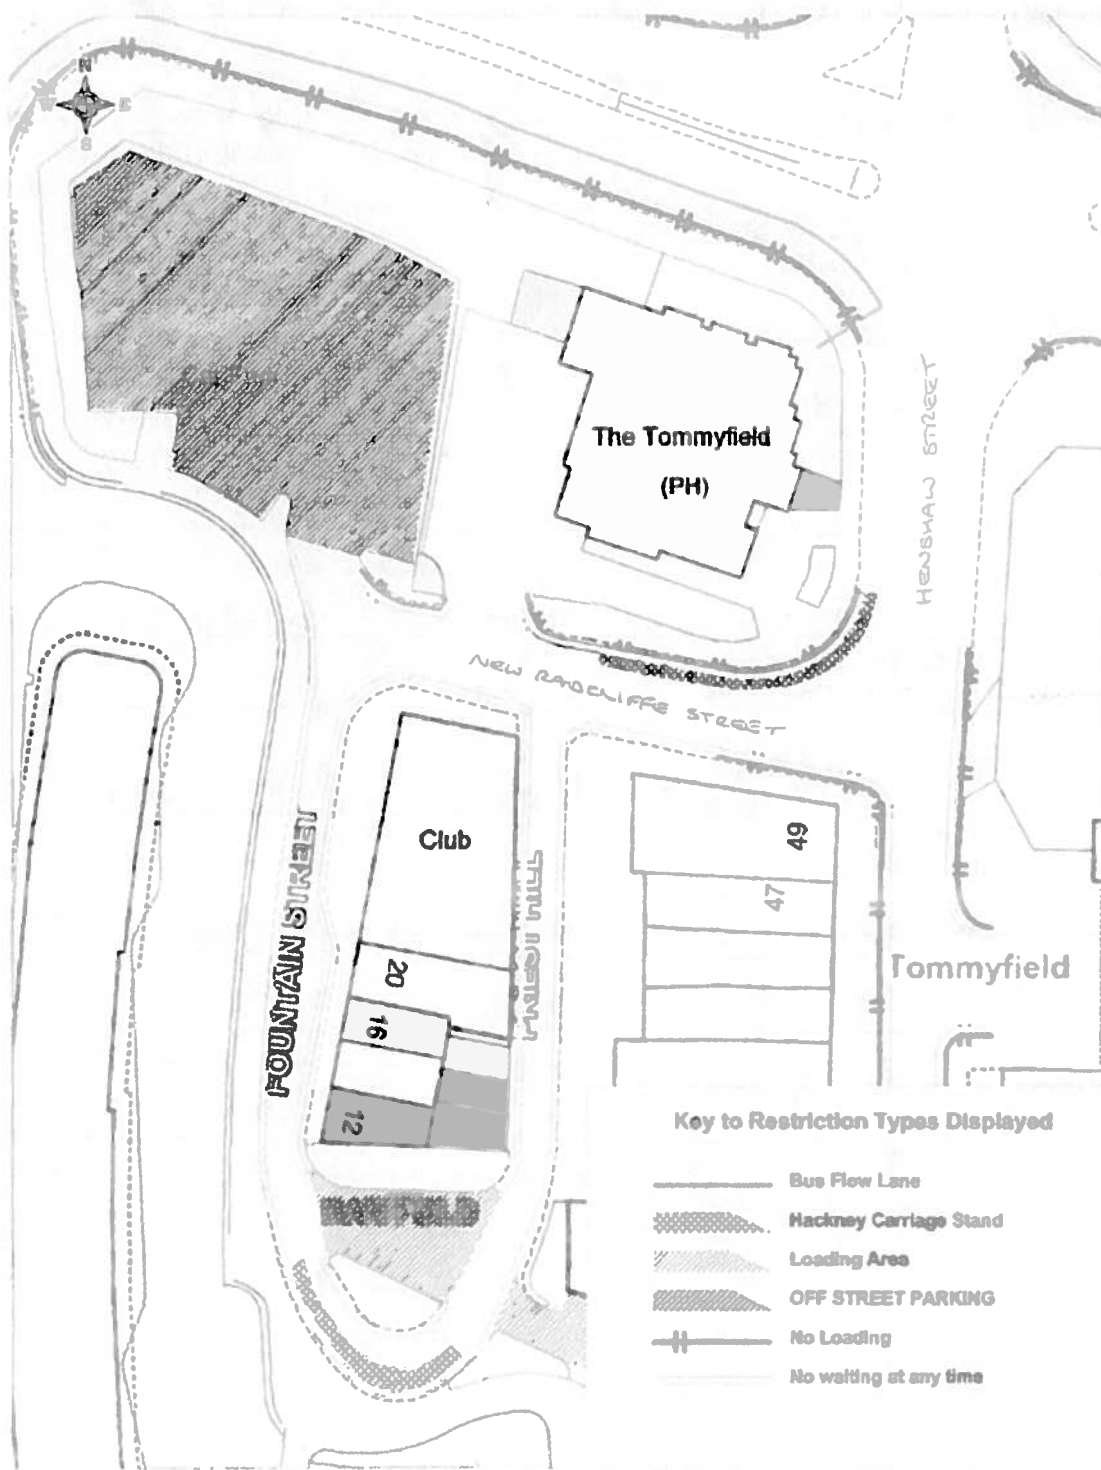 N
W E
S
The Tommyfield
(PH)
HENSHAW STREET
NEW RADCLIFFE STREET
Club
49
47
FOUNTAIN STREET
20
16
12
Tommyfield
Key to Restriction Types Displayed
Bus Flow Lane
Hackney Carriage Stand
Loading Area
OFF STREET PARKING
No Loading
No waiting at any time